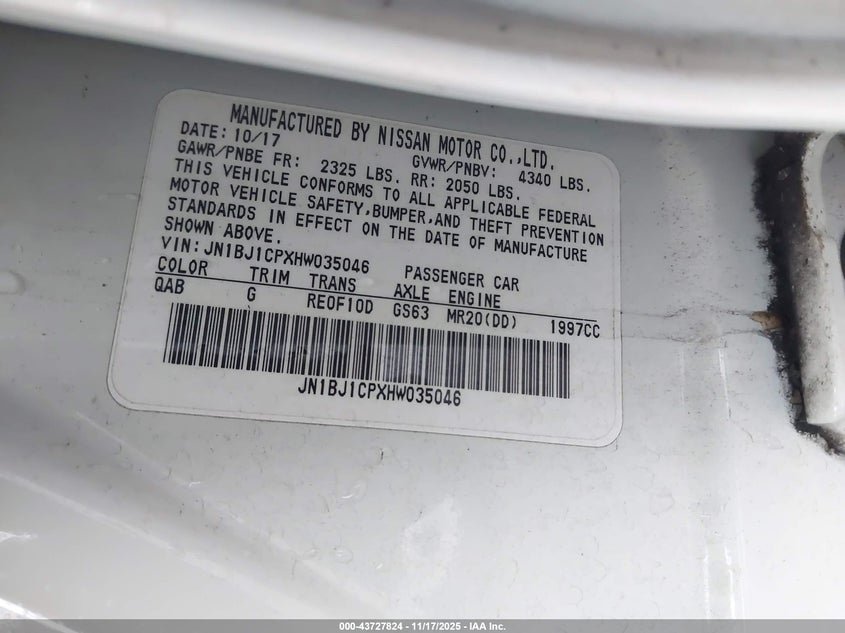 MANUFACTURED BY NISSAN MOTOR CO.,LTD.
DATE: 10/17 GVWR/PNBV: 4340 LBS.
GAWR/PNBE FR: 2325 LBS. RR: 2050 LBS.
THIS VEHICLE CONFORMS TO ALL APPLICABLE FEDERAL
MOTOR VEHICLE SAFETY,BUMPER,AND THEFT PREVENTION
STANDARDS IN EFFECT ON THE DATE OF MANUFACTURE
SHOWN ABOVE.
VIN: JN1BJ1CPXHW035046 PASSENGER CAR
COLOR TRIM TRANS AXLE ENGINE
QAB G RE0F10D GS63 MR20(DD) 1997CC
JN1BJ1CPXHW035046
000-43727824 - 11/17/2025 - IAA Inc.